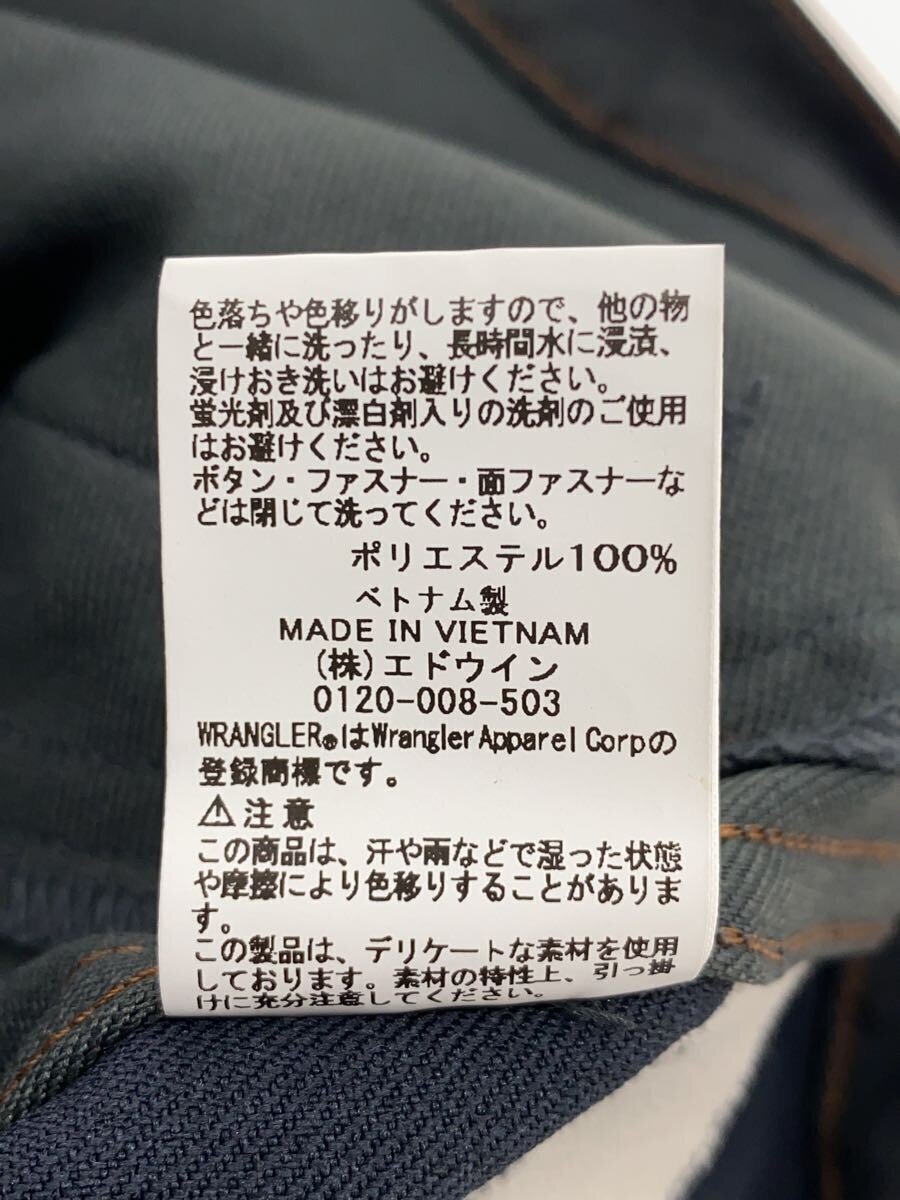 色落ちや色移りがしますので、他の物
と一緒に洗ったり、長時間水に浸漬、
浸けおき洗いはお避けください。
蛍光剤及び漂白剤入りの洗剤のご使用
はお避けください。
ボタン・ファスナー・面ファスナーな
どは閉じて洗ってください。
ポリエステル100%
ベトナム製
MADE IN VIETNAM
(株)エドウイン
0120-008-503
WRANGLER®はWrangler Apparel Corpの
登録商標です。
⚠注意
この商品は、汗や雨などで湿った状態
や摩擦により色移りすることがありま
す。
この製品は、デリケートな素材を使用
しております。素材の特性上、引っ掛
けに充分注意してください。